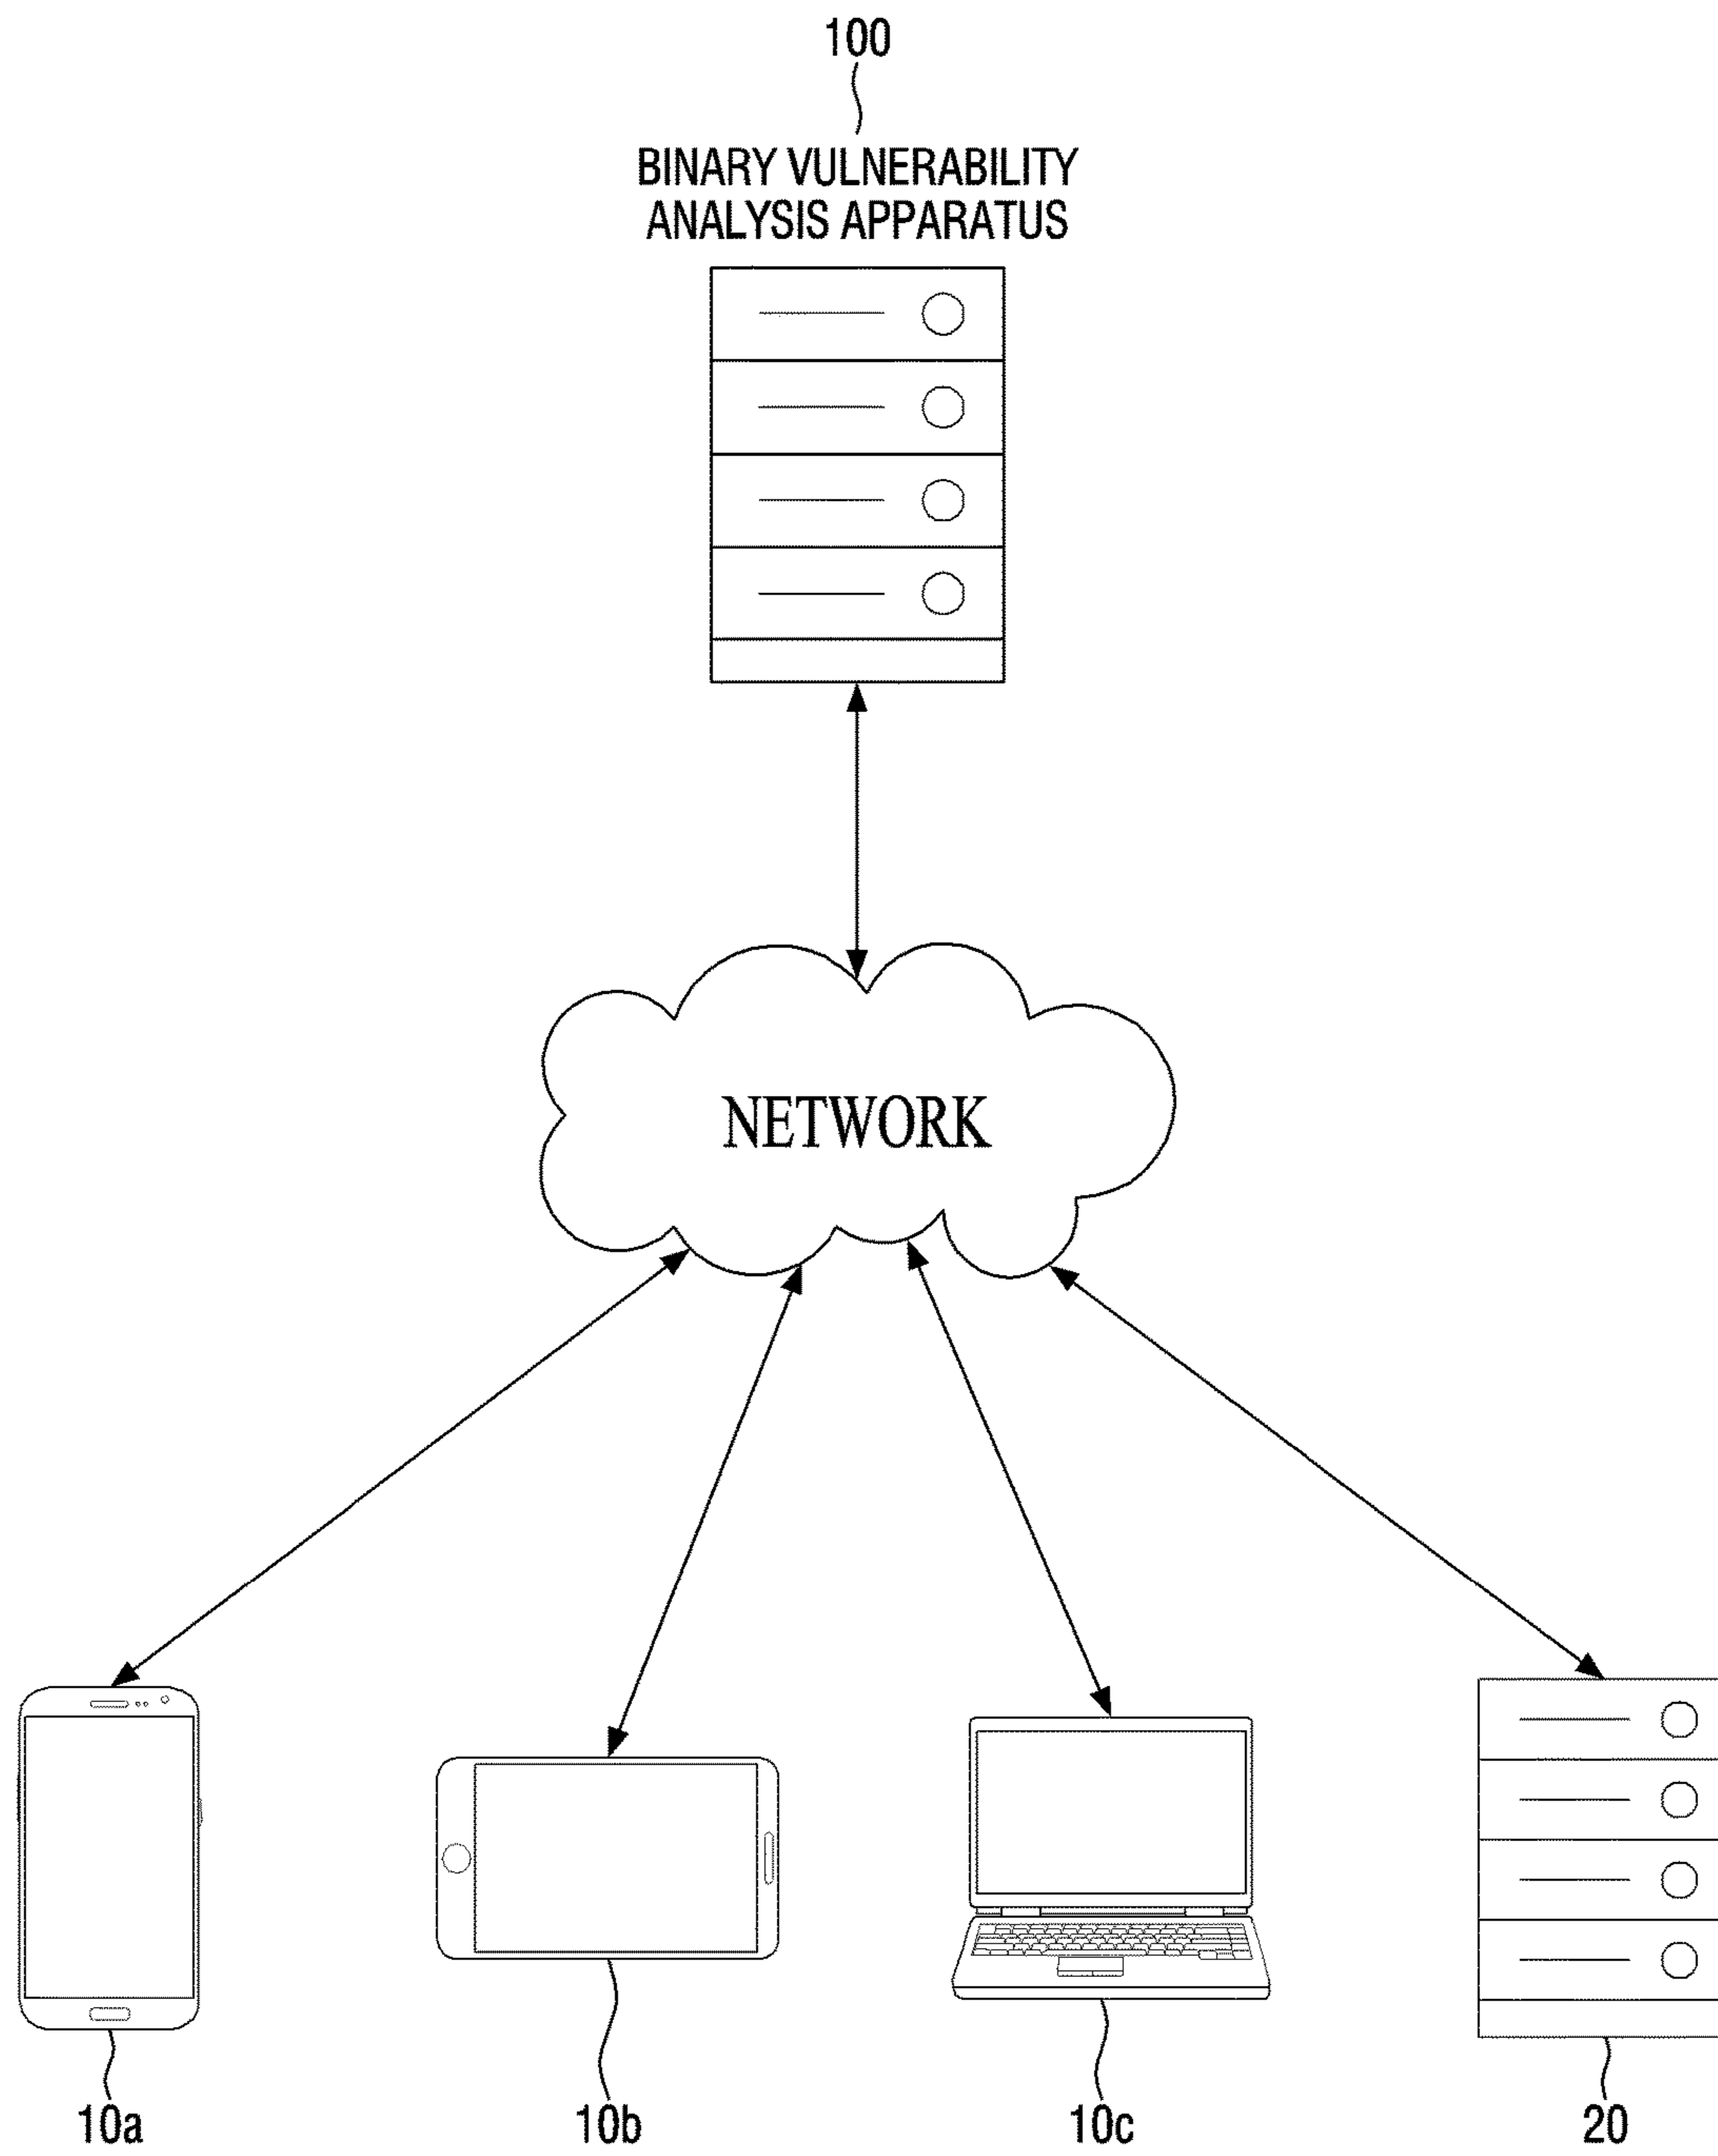 100
BINARY VULNERABILITY
ANALYSIS APPARATUS
NETWORK
10a
10b
10c
20